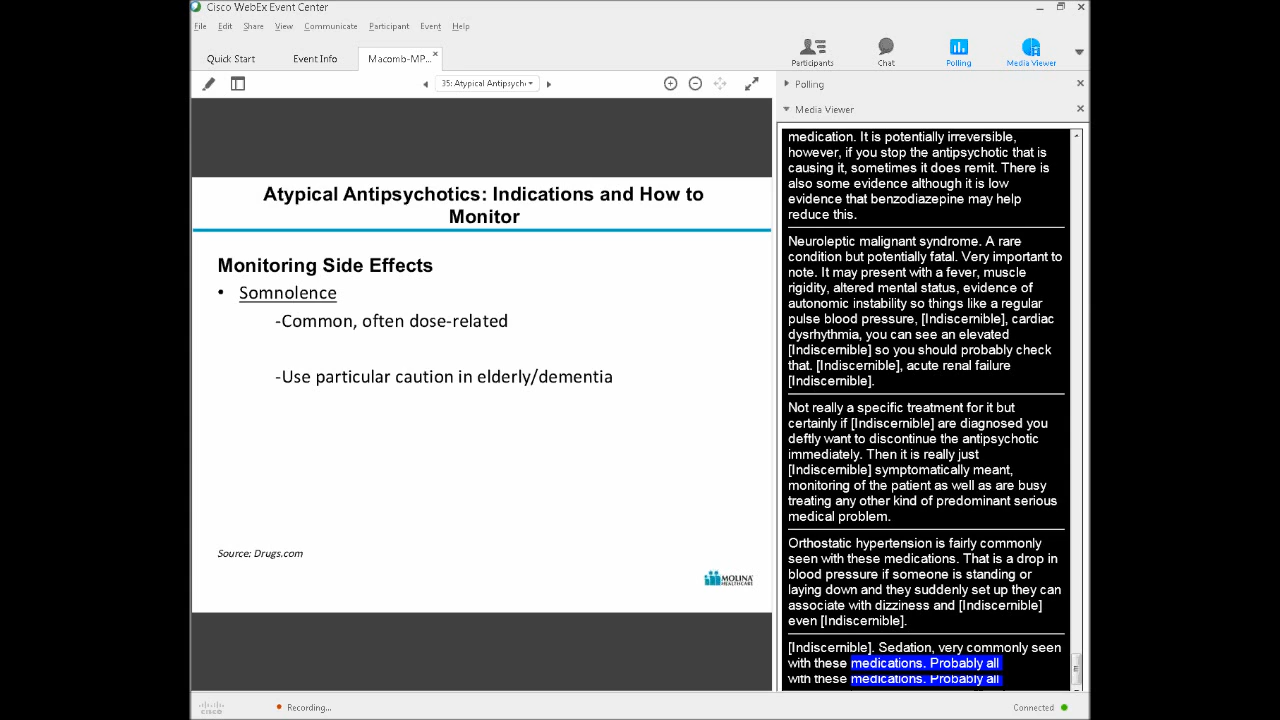 Cisco WebEx Event Center
File Edit Share View Communicate Participant Event Help
Quick Start Event Info Macomb-MP...
Participants Chat Polling Media Viewer
35: Atypical Antipsych
Polling
Media Viewer
Atypical Antipsychotics: Indications and How to
Monitor
Monitoring Side Effects
• Somnolence
-Common, often dose-related
-Use particular caution in elderly/dementia
Source: Drugs.com
MOLINA
HEALTHCARE
medication. It is potentially irreversible,
however, if you stop the antipsychotic that is
causing it, sometimes it does remit. There is
also some evidence although it is low
evidence that benzodiazepine may help
reduce this.
Neuroleptic malignant syndrome. A rare
condition but potentially fatal. Very important to
note. It may present with a fever, muscle
rigidity, altered mental status, evidence of
autonomic instability so things like a regular
pulse blood pressure, [Indiscernible], cardiac
dysrhythmia, you can see an elevated
[Indiscernible] so you should probably check
that. [Indiscernible], acute renal failure
[Indiscernible].
Not really a specific treatment for it but
certainly if [Indiscernible] are diagnosed you
deftly want to discontinue the antipsychotic
immediately. Then it is really just
[Indiscernible] symptomatically meant,
monitoring of the patient as well as are busy
treating any other kind of predominant serious
medical problem.
Orthostatic hypertension is fairly commonly
seen with these medications. That is a drop in
blood pressure if someone is standing or
laying down and they suddenly set up they can
associate with dizziness and [Indiscernible]
even [Indiscernible].
[Indiscernible]. Sedation, very commonly seen
with these medications. Probably all
with these medications. Probably all
cisco
Recording...
Connected